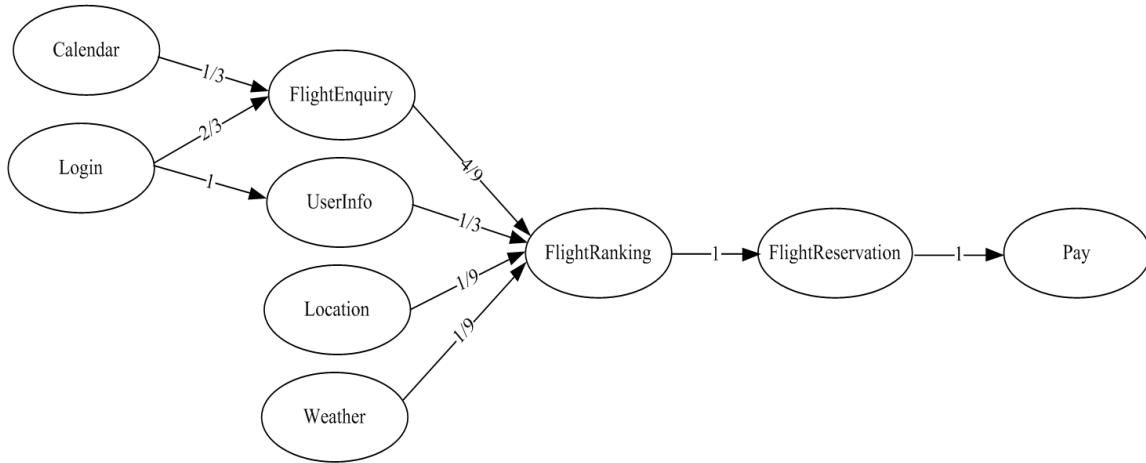 Calendar
1/3
FlightEnquiry
2/3
Login
1
4/9
UserInfo
1/3
FlightRanking
1
FlightReservation
1
Pay
Location
1/9
1/9
Weather